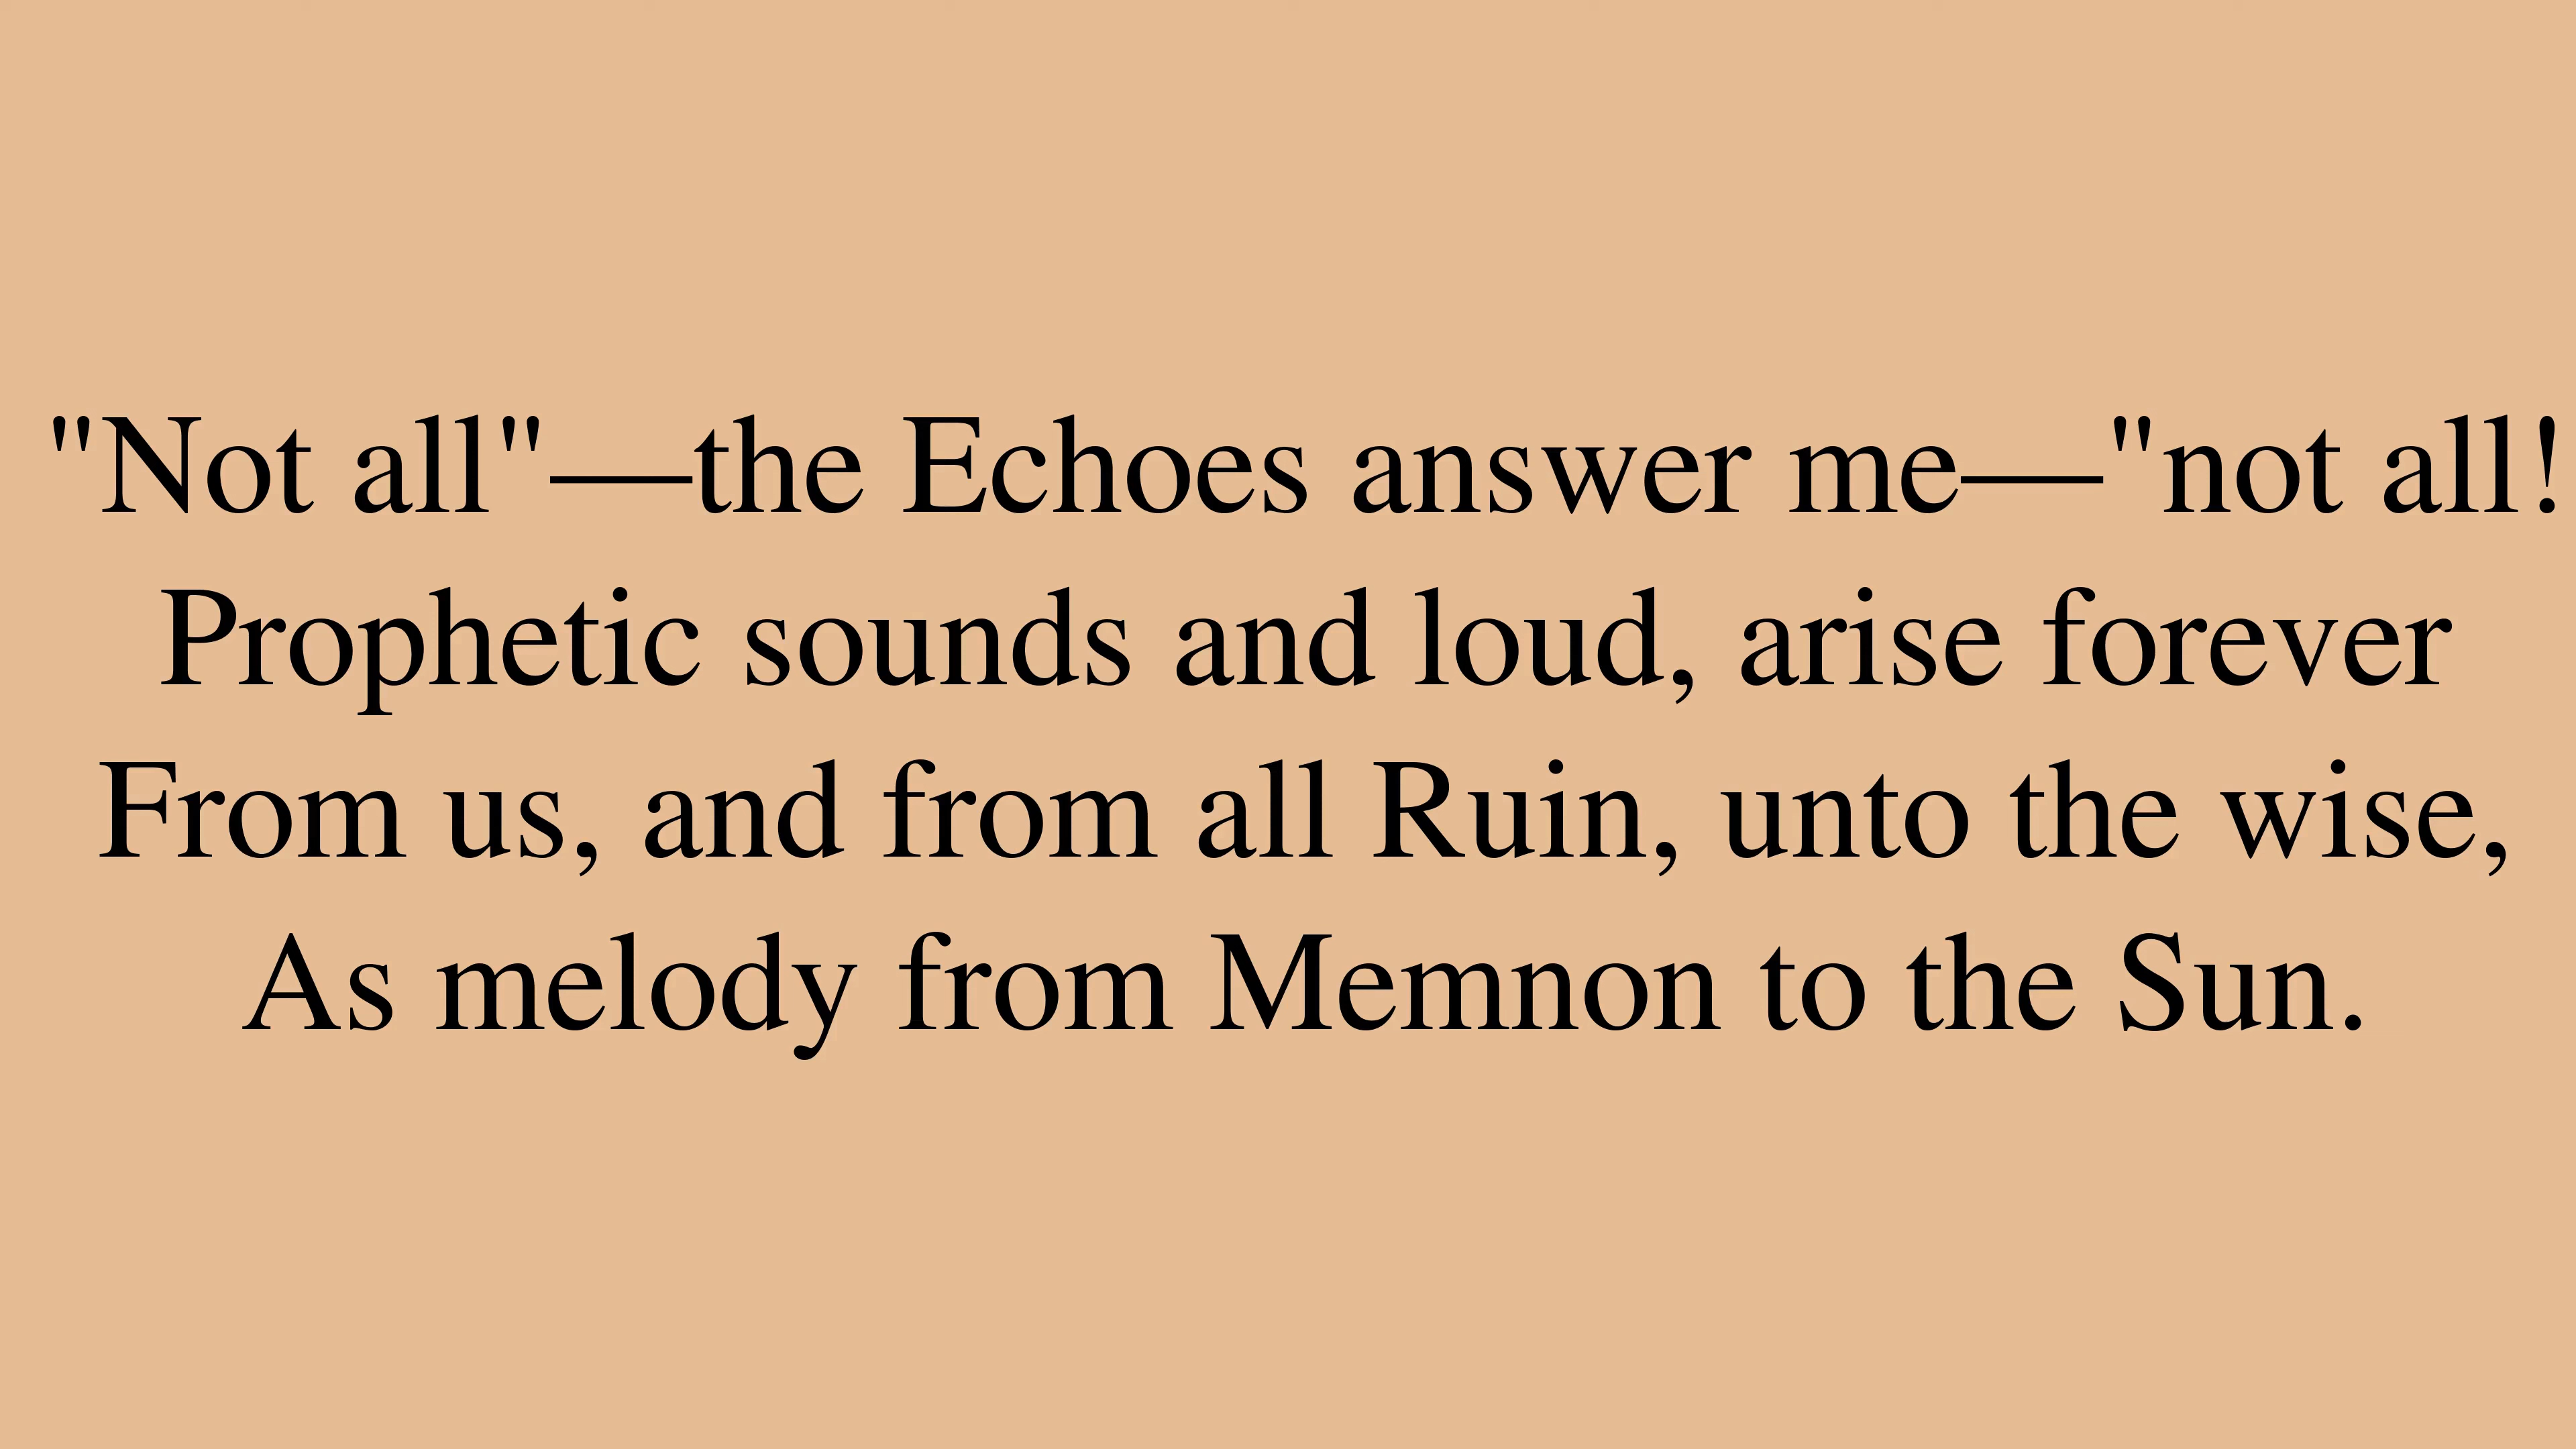 "Not all"—the Echoes answer me—"not all!
Prophetic sounds and loud, arise forever
From us, and from all Ruin, unto the wise,
As melody from Memnon to the Sun.